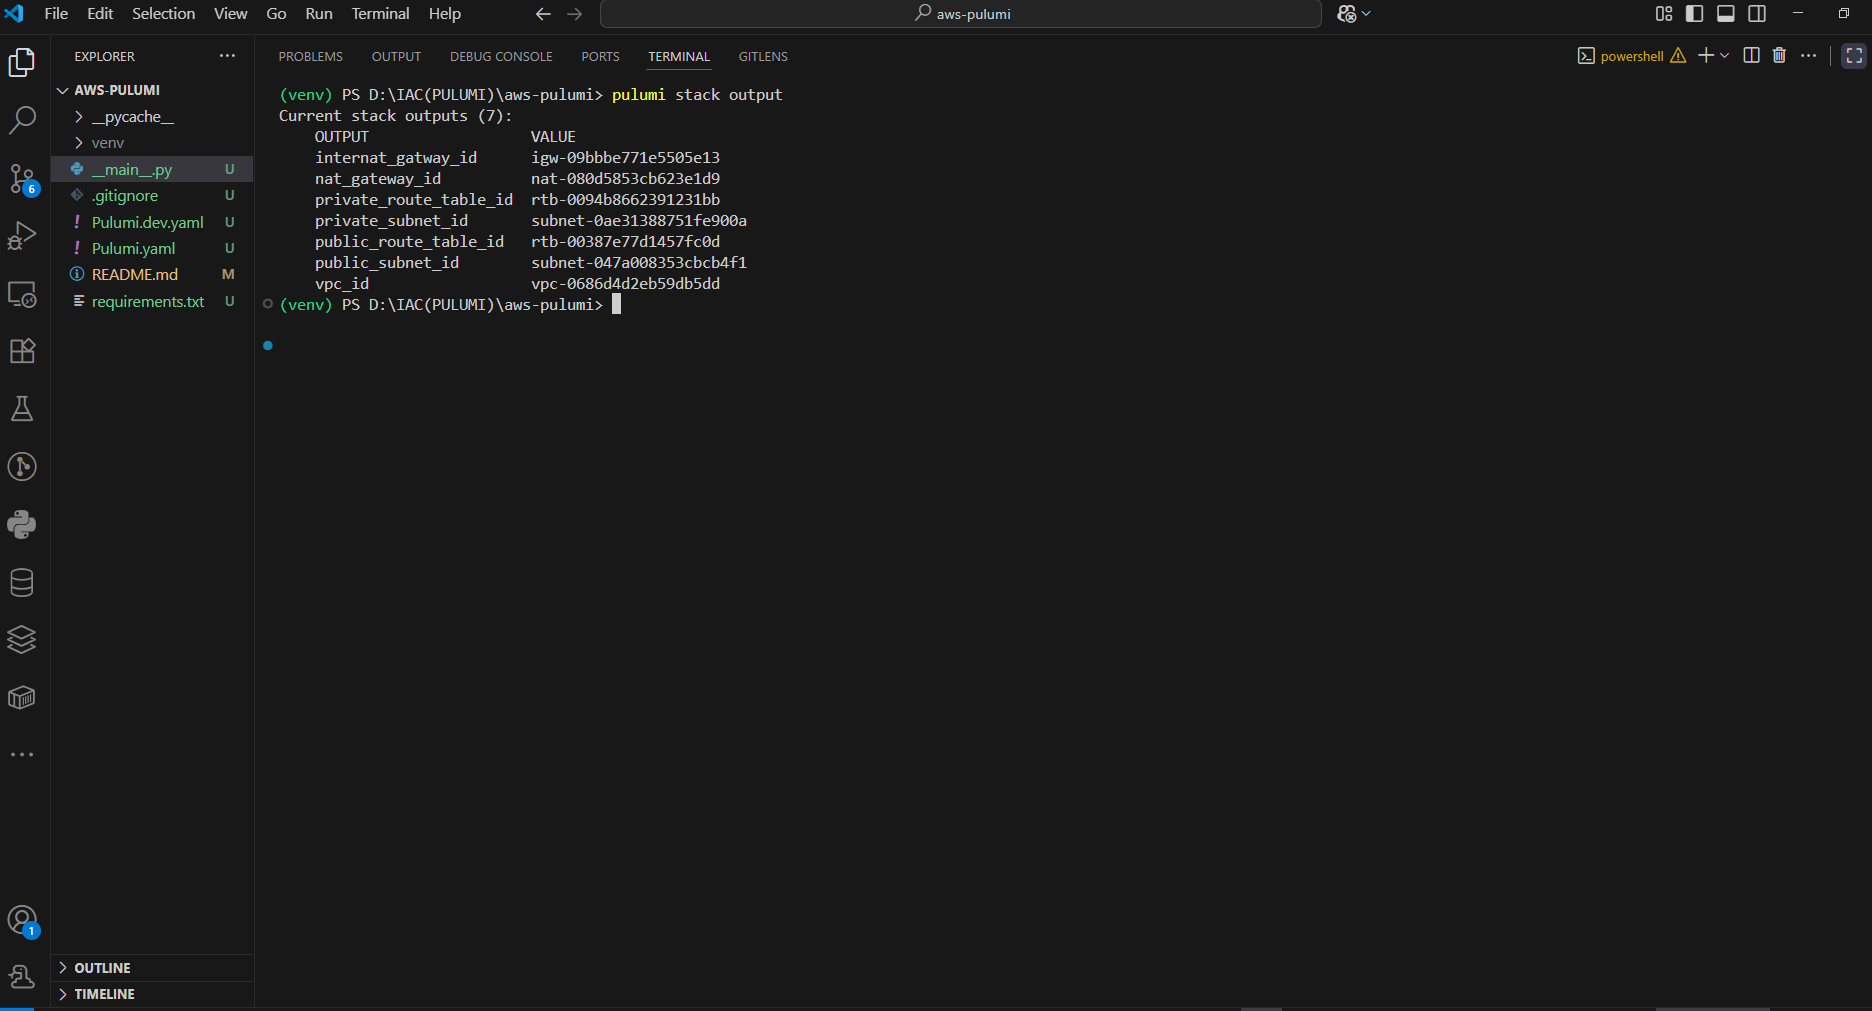 File Edit Selection View Go Run Terminal Help
aws-pulumi
EXPLORER
AWS-PULUMI
__pycache__
venv
__main__.py U
.gitignore U
Pulumi.dev.yaml U
Pulumi.yaml U
README.md M
requirements.txt U
6
1
OUTLINE
TIMELINE
PROBLEMS OUTPUT DEBUG CONSOLE PORTS TERMINAL GITLENS
powershell
(venv) PS D:\IAC(PULUMI)\aws-pulumi> pulumi stack output
Current stack outputs (7):
OUTPUT VALUE
internat_gatway_id igw-09bbbe771e5505e13
nat_gateway_id nat-080d5853cb623e1d9
private_route_table_id rtb-0094b8662391231bb
private_subnet_id subnet-0ae31388751fe900a
public_route_table_id rtb-00387e77d1457fc0d
public_subnet_id subnet-047a008353cbcb4f1
vpc_id vpc-0686d4d2eb59db5dd
(venv) PS D:\IAC(PULUMI)\aws-pulumi>